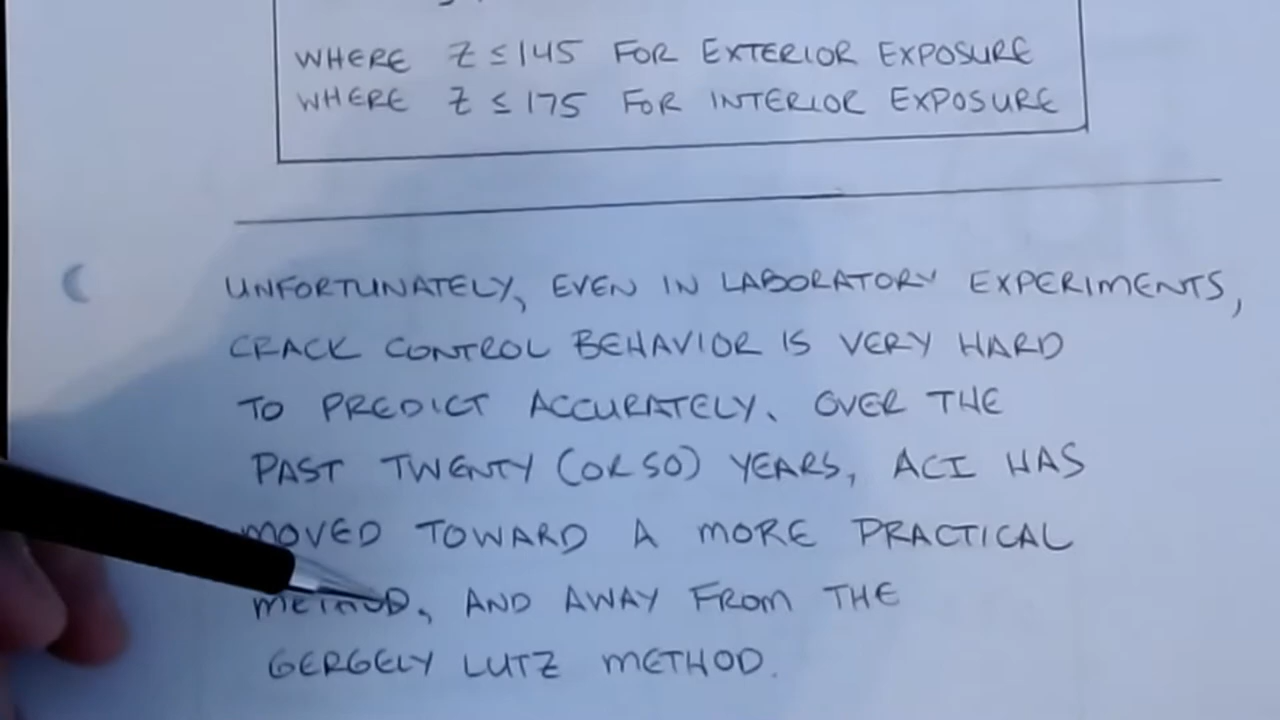 WHERE Z ≤ 145 FOR EXTERIOR EXPOSURE
WHERE Z ≤ 175 FOR INTERIOR EXPOSURE
UNFORTUNATELY, EVEN IN LABORATORY EXPERIMENTS,
CRACK CONTROL BEHAVIOR IS VERY HARD
TO PREDICT ACCURATELY. OVER THE
PAST TWENTY (OR SO) YEARS, ACI HAS
MOVED TOWARD A MORE PRACTICAL
METHOD, AND AWAY FROM THE
GERGELY LUTZ METHOD.